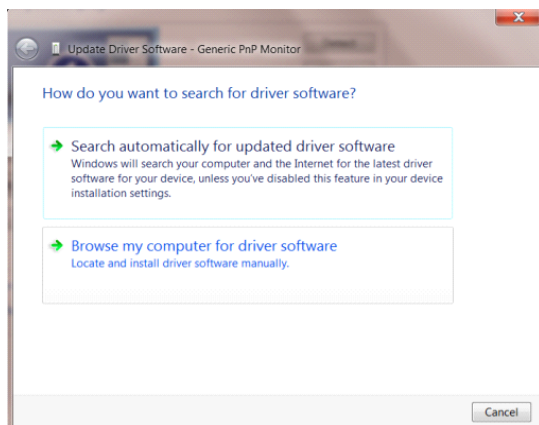 Update Driver Software - Generic PnP Monitor
How do you want to search for driver software?
Search automatically for updated driver software
Windows will search your computer and the Internet for the latest driver
software for your device, unless you've disabled this feature in your device
installation settings.
Browse my computer for driver software
Locate and install driver software manually.
Cancel